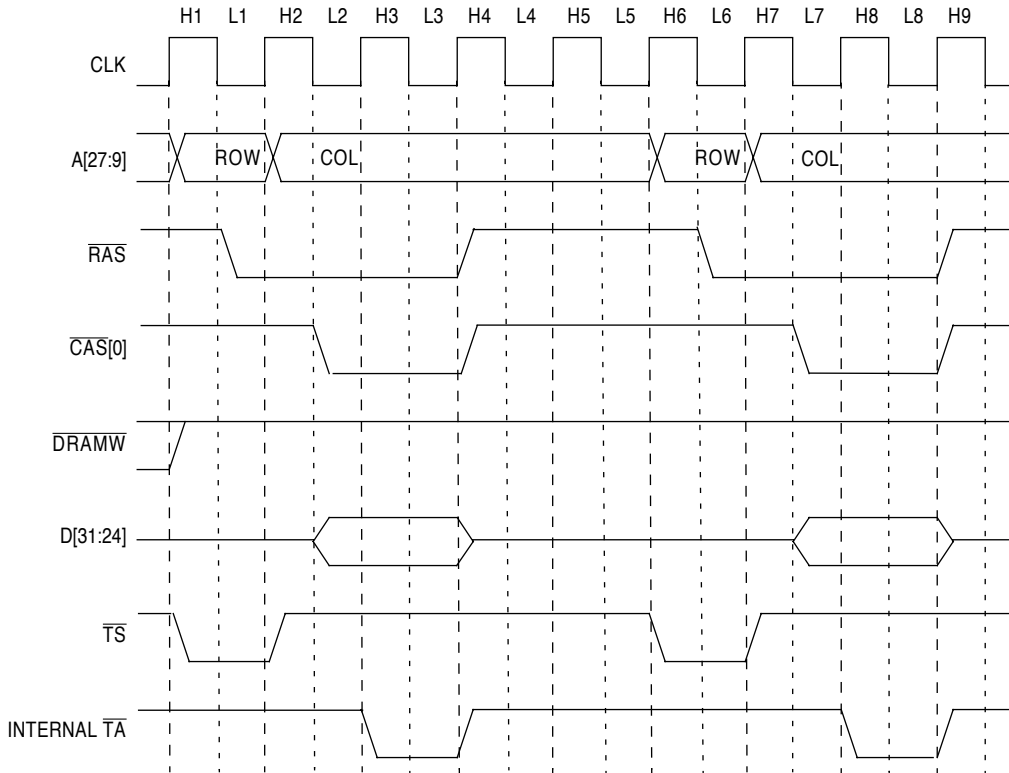 H1 L1 H2 L2 H3 L3 H4 L4 H5 L5 H6 L6 H7 L7 H8 L8 H9
CLK
A[27:9] ROW COL ROW COL
RAS
CAS[0]
DRAMW
D[31:24]
TS
INTERNAL TA